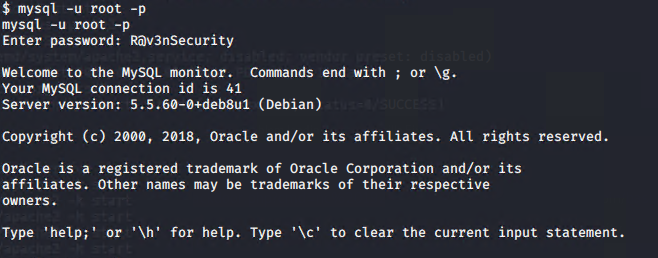 $ mysql -u root -p
mysql -u root -p
Enter password: R@v3nSecurity
Welcome to the MySQL monitor.  Commands end with ; or \g.
Your MySQL connection id is 41
Server version: 5.5.60-0+deb8u1 (Debian)
Copyright (c) 2000, 2018, Oracle and/or its affiliates. All rights reserved.
Oracle is a registered trademark of Oracle Corporation and/or its
affiliates. Other names may be trademarks of their respective
owners.
Type 'help;' or '\h' for help. Type '\c' to clear the current input statement.